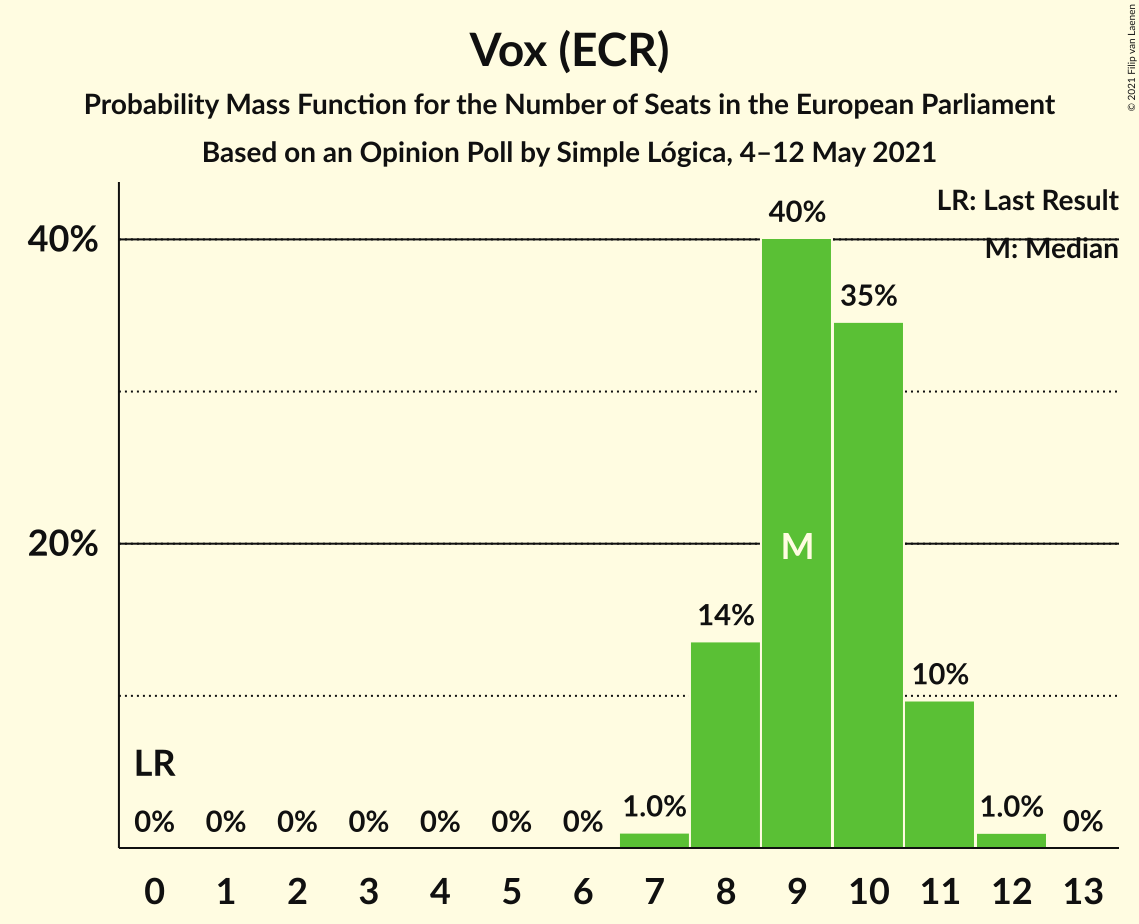 Vox (ECR)
Probability Mass Function for the Number of Seats in the European Parliament
Based on an Opinion Poll by Simple Lógica, 4–12 May 2021
© 2021 Filip van Laenen
LR: Last Result
M: Median
40%
20%
40%
35%
M
14%
10%
LR
0% 0% 0% 0% 0% 0% 0% 1.0% 1.0% 0%
0 1 2 3 4 5 6 7 8 9 10 11 12 13